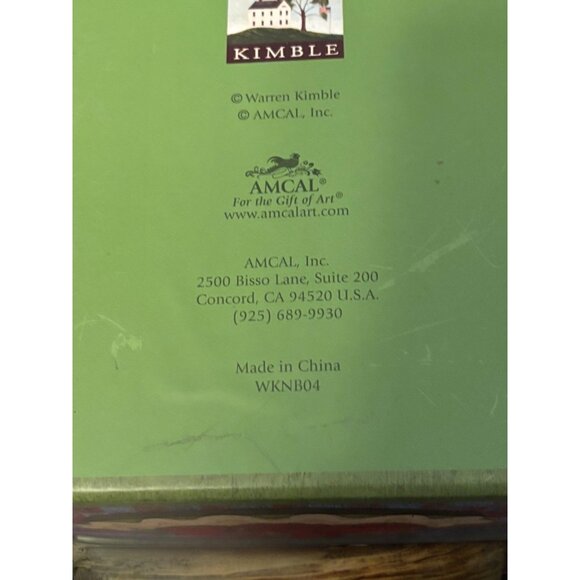 KIMBLE
© Warren Kimble
© AMCAL, Inc.
AMCAL®
For the Gift of Art®
www.amcalart.com
AMCAL, Inc.
2500 Bisso Lane, Suite 200
Concord, CA 94520 U.S.A.
(925) 689-9930
Made in China
WKNB04